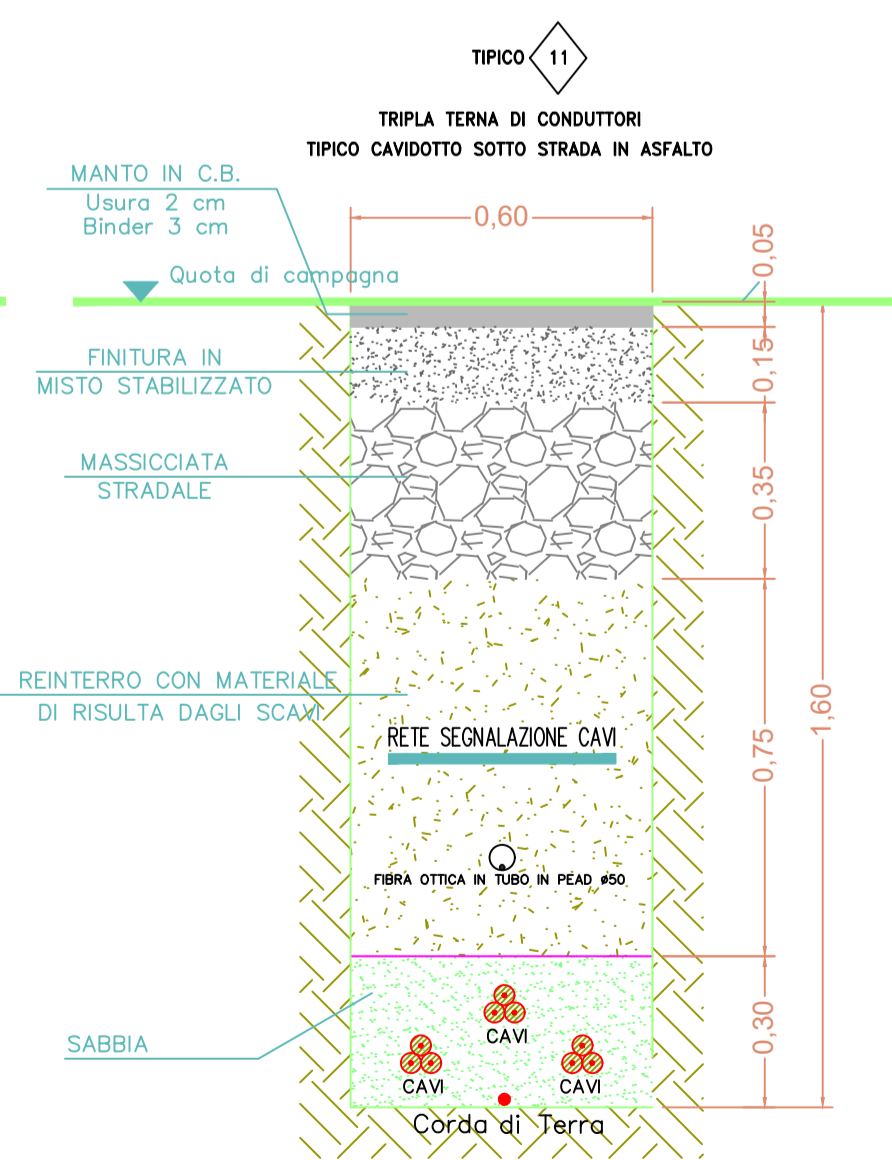 TIPICO 11
TRIPLA TERNA DI CONDUTTORI
TIPICO CAVIDOTTO SOTTO STRADA IN ASFALTO
MANTO IN C.B.
Usura 2 cm
Binder 3 cm
0,60
0,05
Quota di campagna
FINITURA IN
MISTO STABILIZZATO
0,15
MASSICCIATA
STRADALE
0,35
REINTERRO CON MATERIALE
DI RISULTA DAGLI SCAVI
1,60
RETE SEGNALAZIONE CAVI
0,75
FIBRA OTTICA IN TUBO IN PEAD ø50
SABBIA
CAVI
0,30
CAVI
CAVI
Corda di Terra